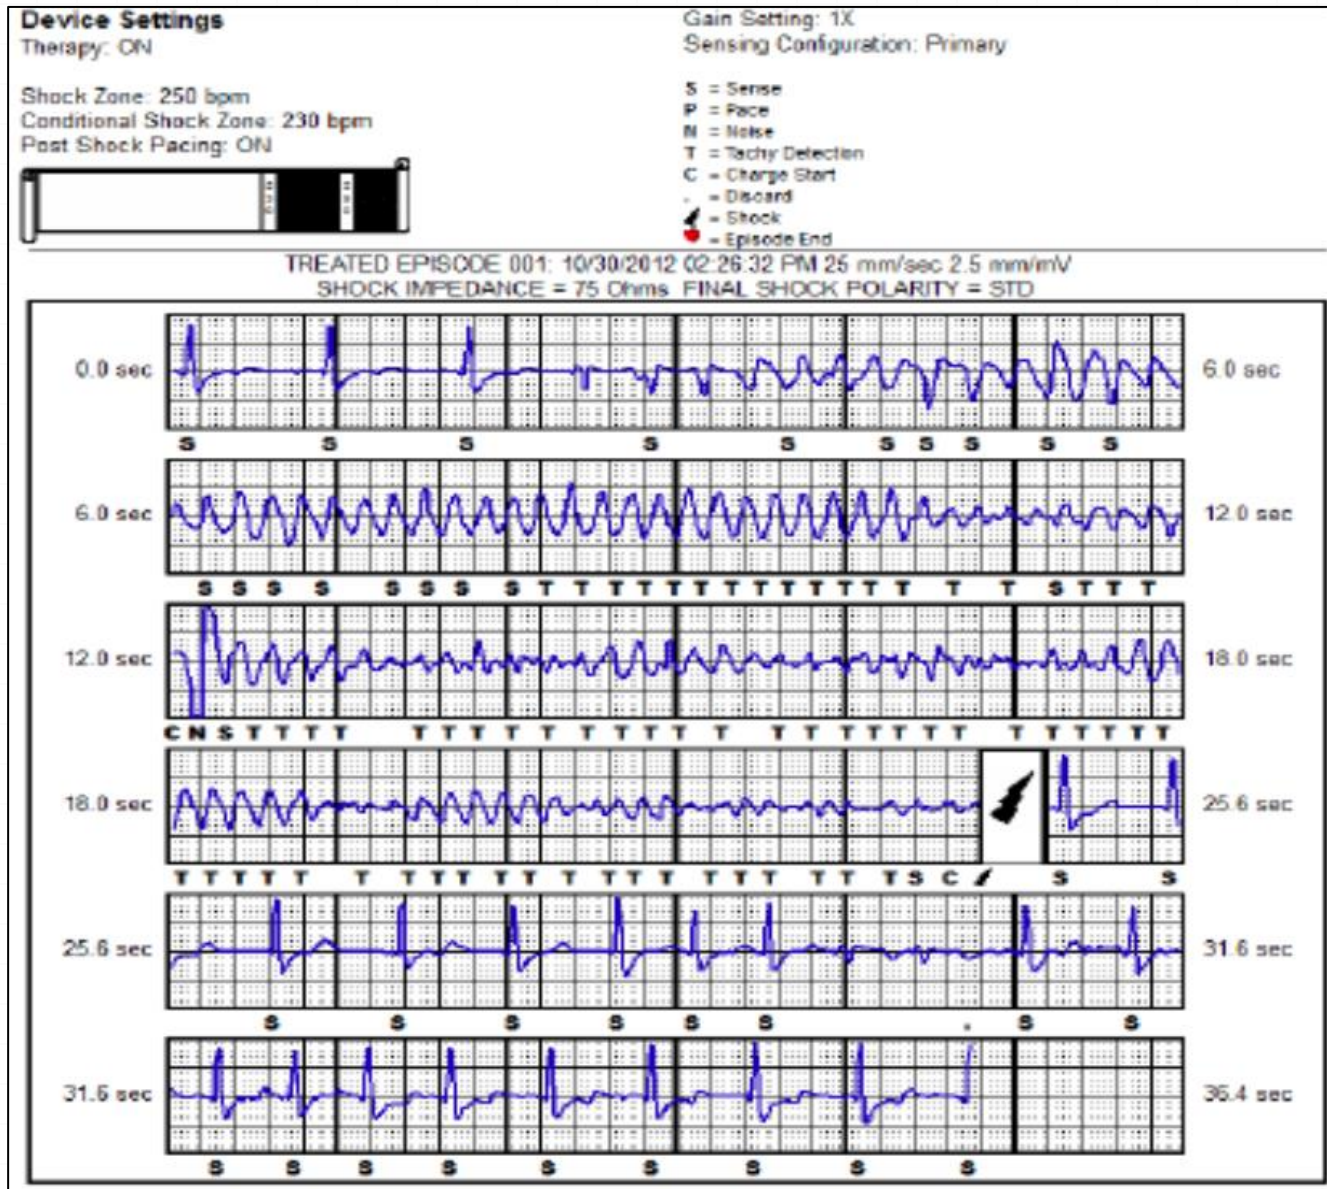 Device Settings
Therapy: ON
Shock Zone: 250 bpm
Conditional Shock Zone: 230 bpm
Post Shock Pacing: ON
Gain Setting: 1X
Sensing Configuration: Primary
S = Sense
P = Pace
N = Noise
T = Tachy Detection
C = Charge Start
. = Discard
= Shock
= Episode End
TREATED EPISODE 001: 10/30/2012 02:26:32 PM 25 mm/sec 2.5 mm/mV
SHOCK IMPEDANCE = 75 Ohms FINAL SHOCK POLARITY = STD
0.0 sec 6.0 sec
S S S S S S S S S S
6.0 sec 12.0 sec
S S S S S S S S T T T T T T T T T T T T T T T T S T T T
12.0 sec 18.0 sec
C N S T T T T T T T T T T T T T T T T T T T T T T T T T T T T
18.0 sec 25.6 sec
T T T T T T T T T T T T T T T T T T T T T T S C S S
25.6 sec 31.6 sec
S S S S S S . S S
31.6 sec 36.4 sec
S S S S S S S S S